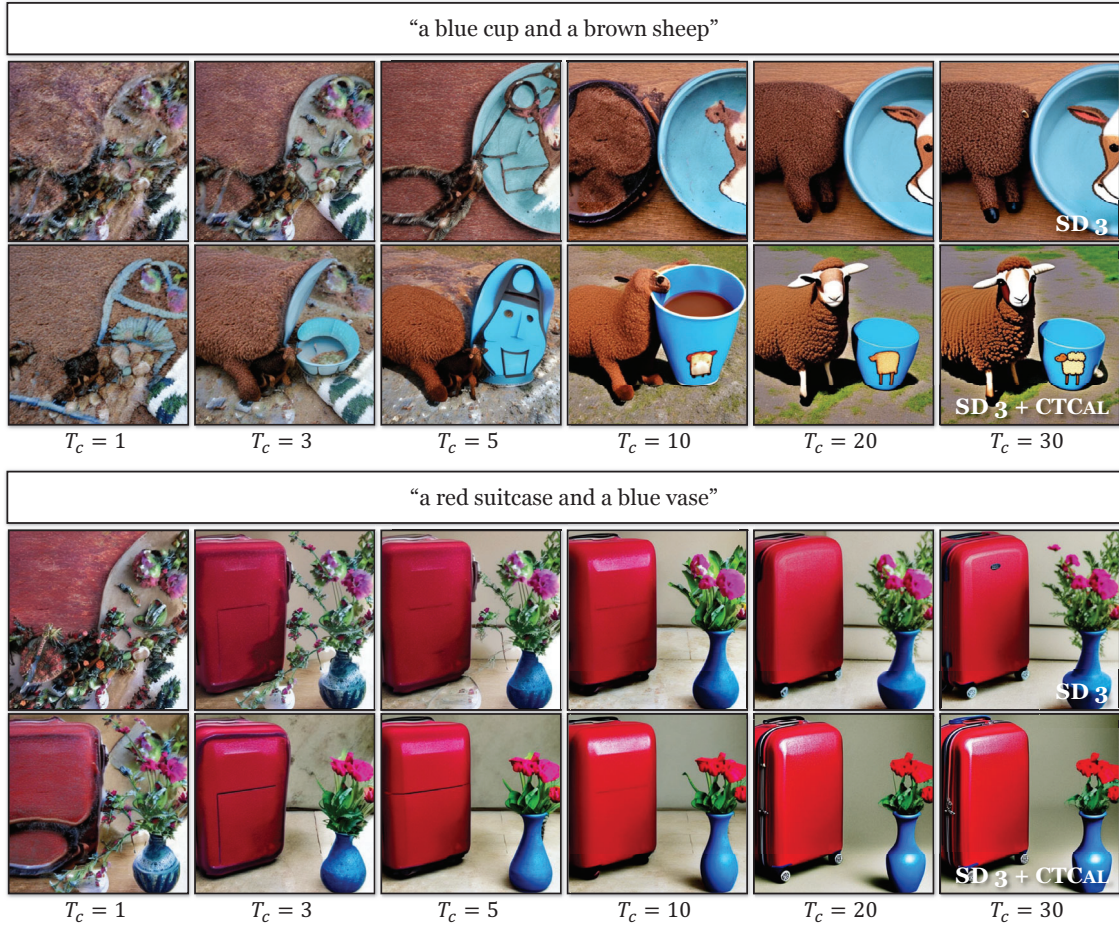 “a blue cup and a brown sheep”
SD 3
SD 3 + CTCAL
T_c = 1 T_c = 3 T_c = 5 T_c = 10 T_c = 20 T_c = 30
“a red suitcase and a blue vase”
SD 3
SD 3 + CTCAL
T_c = 1 T_c = 3 T_c = 5 T_c = 10 T_c = 20 T_c = 30